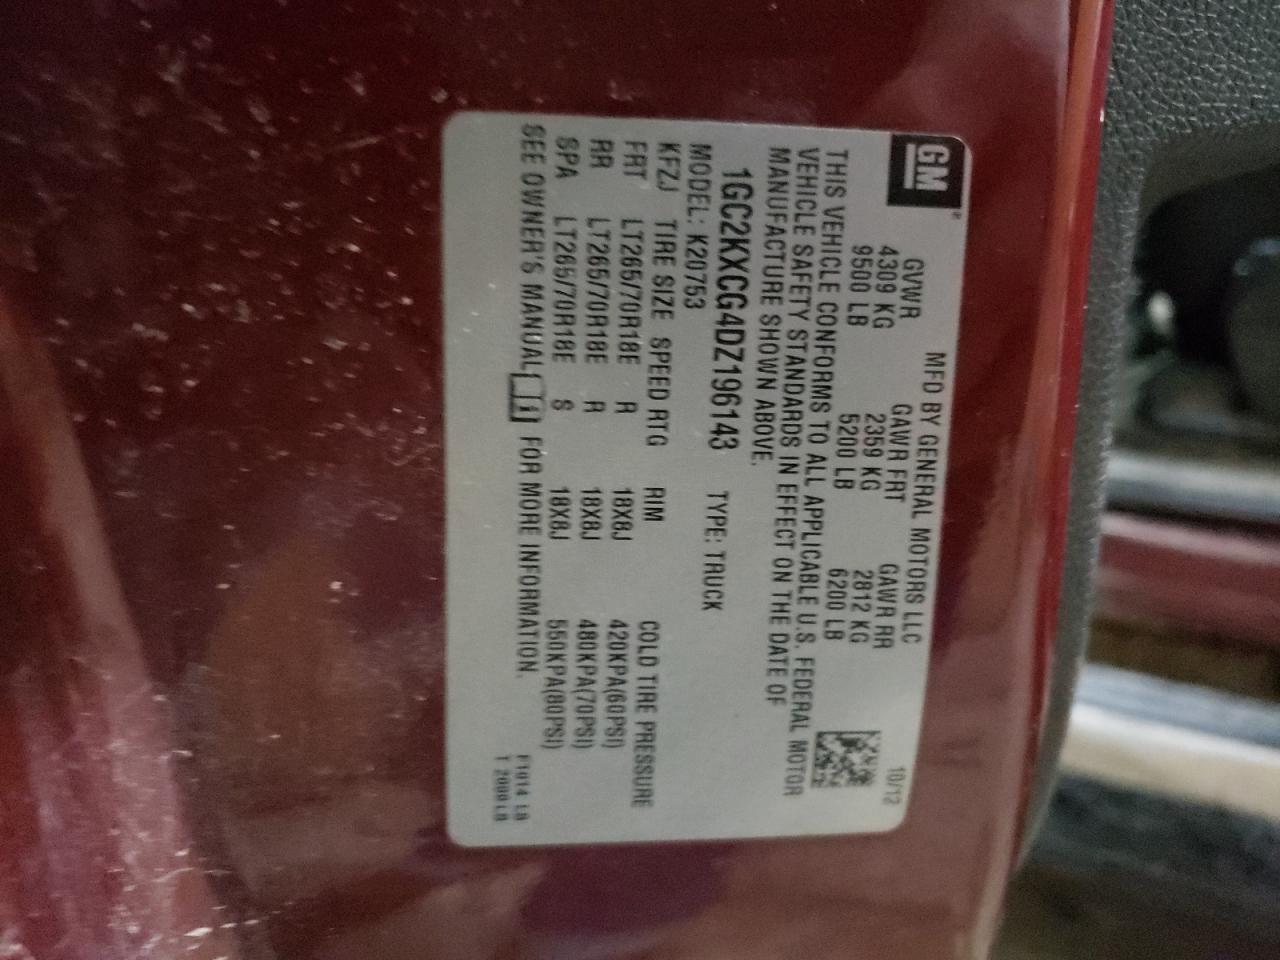 GM®
MFD BY GENERAL MOTORS LLC 10/12
GVWR GAWR FRT GAWR RR
4309 KG 2359 KG 2812 KG
9500 LB 5200 LB 6200 LB
THIS VEHICLE CONFORMS TO ALL APPLICABLE U.S. FEDERAL MOTOR
VEHICLE SAFETY STANDARDS IN EFFECT ON THE DATE OF
MANUFACTURE SHOWN ABOVE.
1GC2KXCG4DZ196143 TYPE: TRUCK
MODEL: K20753
KFZJ TIRE SIZE SPEED RTG RIM COLD TIRE PRESSURE
FRT LT265/70R18E R 18X8J 420KPA(60PSI)
RR LT265/70R18E R 18X8J 480KPA(70PSI)
SPA LT265/70R18E S 18X8J 550KPA(80PSI)
SEE OWNER'S MANUAL i FOR MORE INFORMATION.
F1014 LB
T 2000 LB